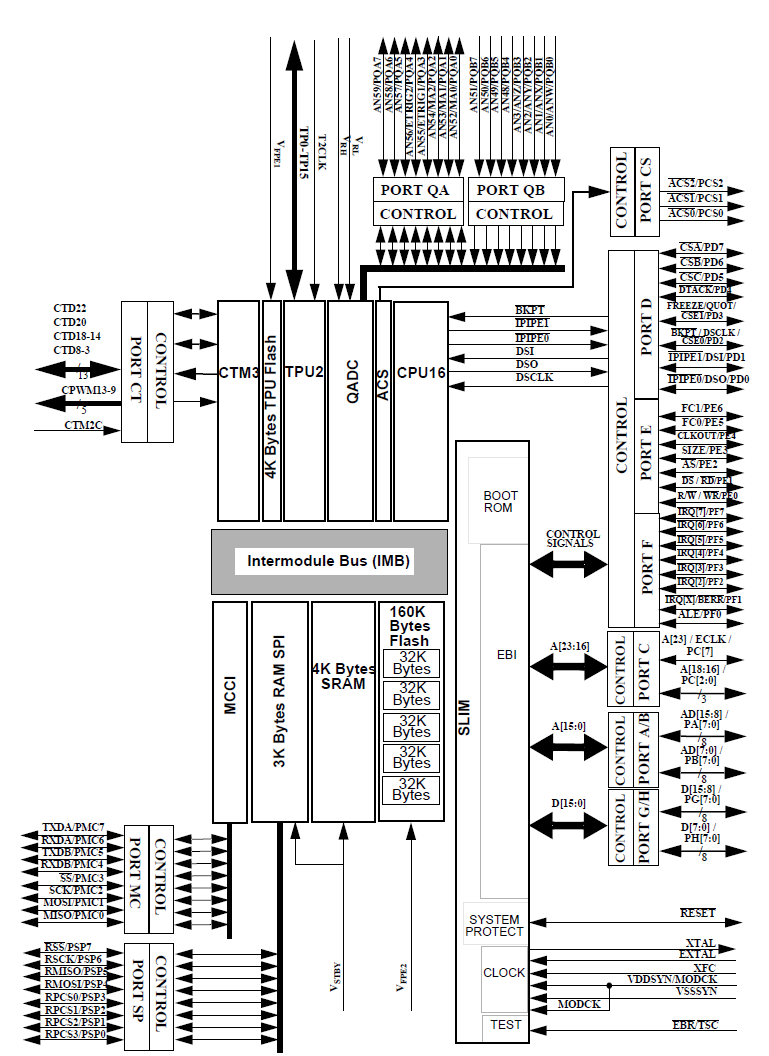 VFPE1
TP0-TP15
T2CLK
VRH
VRL
AN59/PQA7
AN58/PQA6
AN57/PQA5
AN56/ETRIG2/PQA4
AN55/ETRIG1/PQA3
AN54/MA2/PQA2
AN53/MA1/PQA1
AN52/MA0/PQA0
AN51/PQB7
AN50/PQB6
AN49/PQB5
AN48/PQB4
AN3/ANZ/PQB3
AN2/ANY/PQB2
AN1/ANX/PQB1
AN0/ANW/PQB0
PORT QA
CONTROL
PORT QB
CONTROL
CONTROL
PORT CS
ACS2/PCS2
ACS1/PCS1
ACS0/PCS0
CTD22
CTD20
CTD18-14
CTD8-3
13
CPWM13-9
5
CTM2C
PORT CT
CONTROL
CTM3
4K Bytes TPU Flash
TPU2
QADC
ACS
CPU16
BKPT
IPIPE1
IPIPE0
DSI
DSO
DSCLK
CONTROL
PORT D
CSA/PD7
CSB/PD6
CSC/PD5
DTACK/PD4
FREEZE/QUOT/
CSE1/PD3
BKPT / DSCLK /
CSE0/PD2
IPIPE1/DSI/PD1
IPIPE0/DSO/PD0
PORT E
FC1/PE6
FC0/PE5
CLKOUT/PE4
SIZE/PE3
AS/PE2
DS / RD/PE1
R/W / WR/PE0
PORT F
IRQ[7]/PF7
IRQ[6]/PF6
IRQ[5]/PF5
IRQ[4]/PF4
IRQ[3]/PF3
IRQ[2]/PF2
IRQ[X]/BERR/PF1
ALE/PF0
Intermodule Bus (IMB)
MCCI
3K Bytes RAM SPI
4K Bytes
SRAM
160K
Bytes
Flash
32K
Bytes
32K
Bytes
32K
Bytes
32K
Bytes
32K
Bytes
SLIM
BOOT
ROM
EBI
SYSTEM
PROTECT
CLOCK
TEST
CONTROL
SIGNALS
A[23:16]
A[15:0]
D[15:0]
CONTROL
PORT C
A[23] / ECLK /
PC[7]
A[18:16] /
PC[2:0]
3
CONTROL
PORT A/B
AD[15:8] /
PA[7:0]
8
AD[7:0] /
PB[7:0]
8
CONTROL
PORT G/H
D[15:8] /
PG[7:0]
8
D[7:0] /
PH[7:0]
8
RESET
XTAL
EXTAL
XFC
VDDSYN/MODCK
VSSSYN
MODCK
EBR/TSC
TXDA/PMC7
RXDA/PMC6
TXDB/PMC5
RXDB/PMC4
SS/PMC3
SCK/PMC2
MOSI/PMC1
MISO/PMC0
PORT MC
CONTROL
RSS/PSP7
RSCK/PSP6
RMISO/PSP5
RMOSI/PSP4
RPCS0/PSP3
RPCS1/PSP2
RPCS2/PSP1
RPCS3/PSP0
PORT SP
CONTROL
VSTBY
VFPE2